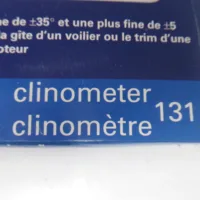 ne de ±35° et une plus fine de ±5
la gîte d'un voilier ou le trim d'une
oteur
clinometer
clinomètre 131